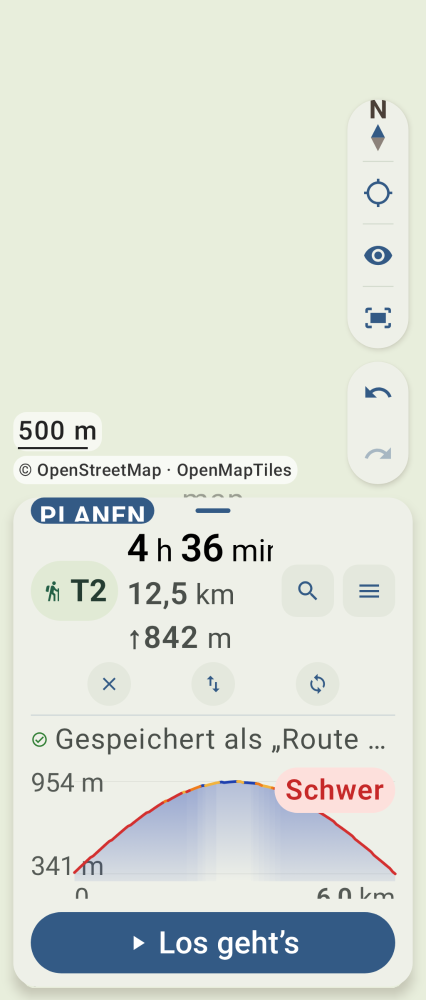 N
500 m
© OpenStreetMap · OpenMapTiles
PLANEN
4 h 36 min
T2
12,5 km
↑842 m
Gespeichert als „Route ...
954 m
Schwer
341 m
0
6,0 km
Los geht’s